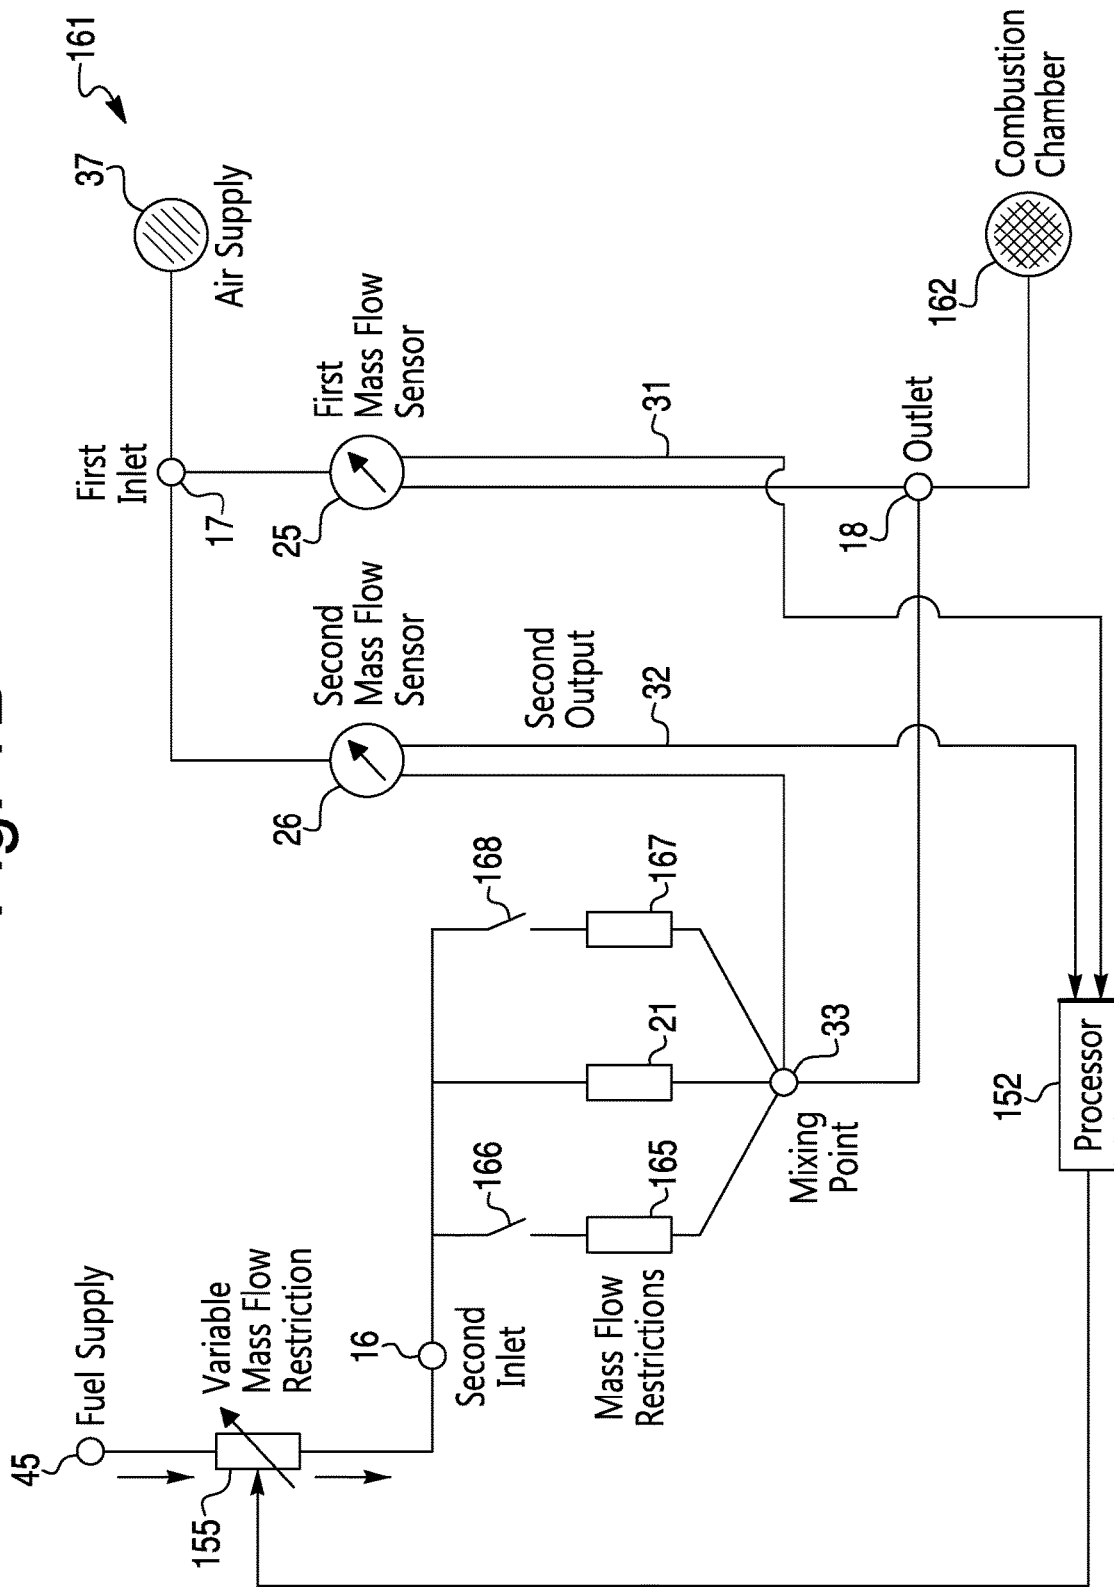 45
Fuel Supply
155
Variable
Mass Flow
Restriction
16
Second
Inlet
166
168
165
21
167
Mass Flow
Restrictions
33
Mixing
Point
26
Second
Mass Flow
Sensor
Second
Output
32
First
Inlet
17
37
Air Supply
161
25
First
Mass Flow
Sensor
31
18
Outlet
162
Combustion
Chamber
152
Processor